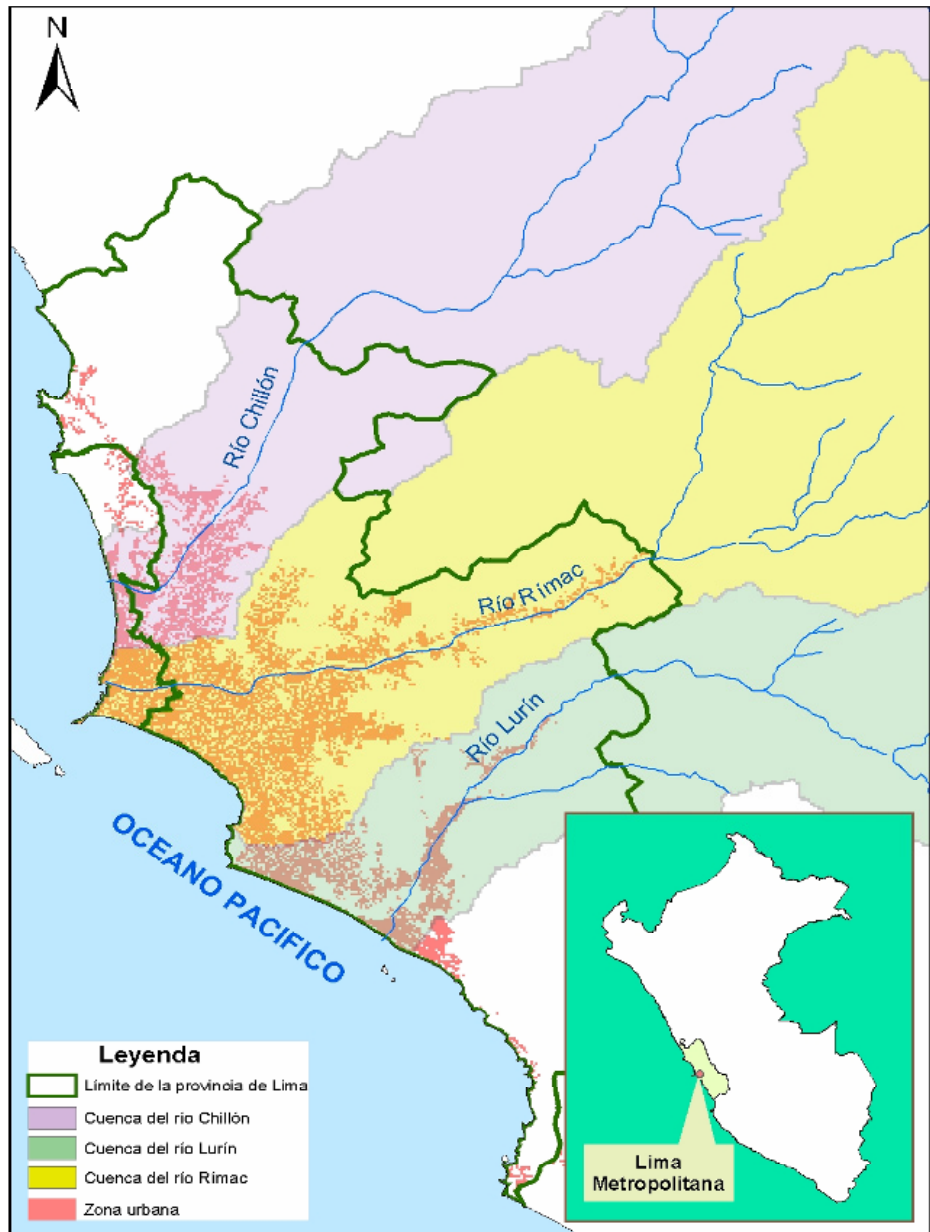 N
Río Chillón
Río Rímac
Río Lurín
OCEANO PACIFICO
Leyenda
Límite de la provincia de Lima
Cuenca del río Chillón
Cuenca del río Lurín
Cuenca del río Rímac
Zona urbana
Lima
Metropolitana